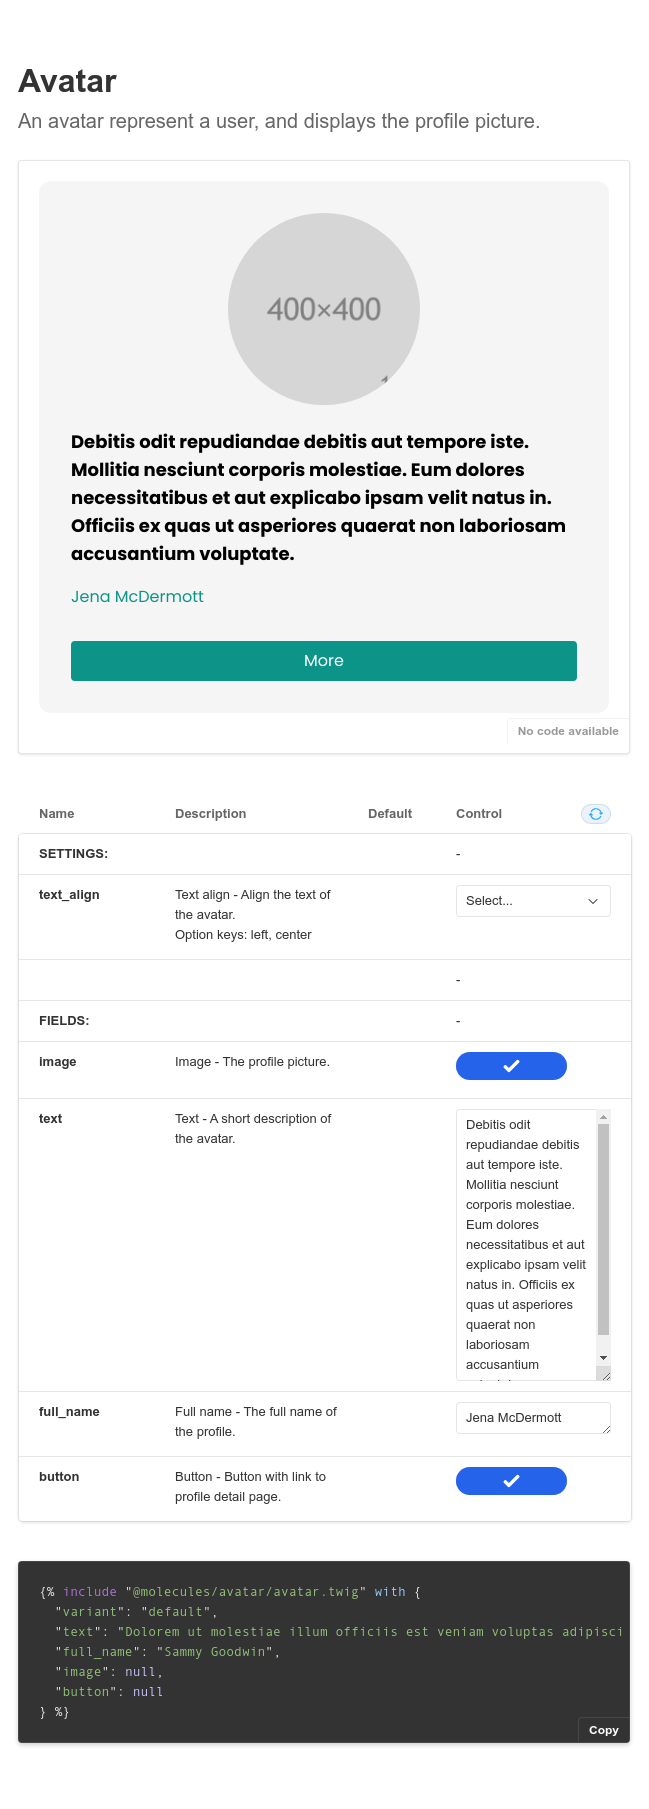 Avatar
An avatar represent a user, and displays the profile picture.
400×400
Debitis odit repudiandae debitis aut tempore iste.
Mollitia nesciunt corporis molestiae. Eum dolores
necessitatibus et aut explicabo ipsam velit natus in.
Officiis ex quas ut asperiores quaerat non laboriosam
accusantium voluptate.
Jena McDermott
More
No code available
Name Description Default Control
SETTINGS: -
text_align Text align - Align the text of
the avatar.
Option keys: left, center
Select...
-
FIELDS: -
image Image - The profile picture.
text Text - A short description of
the avatar.
Debitis odit
repudiandae debitis
aut tempore iste.
Mollitia nesciunt
corporis molestiae.
Eum dolores
necessitatibus et aut
explicabo ipsam velit
natus in. Officiis ex
quas ut asperiores
quaerat non
laboriosam
accusantium
full_name Full name - The full name of
the profile.
Jena McDermott
button Button - Button with link to
profile detail page.
{% include "@molecules/avatar/avatar.twig" with {
"variant": "default",
"text": "Dolorem ut molestiae illum officiis est veniam voluptas adipisci
"full_name": "Sammy Goodwin",
"image": null,
"button": null
} %}
Copy